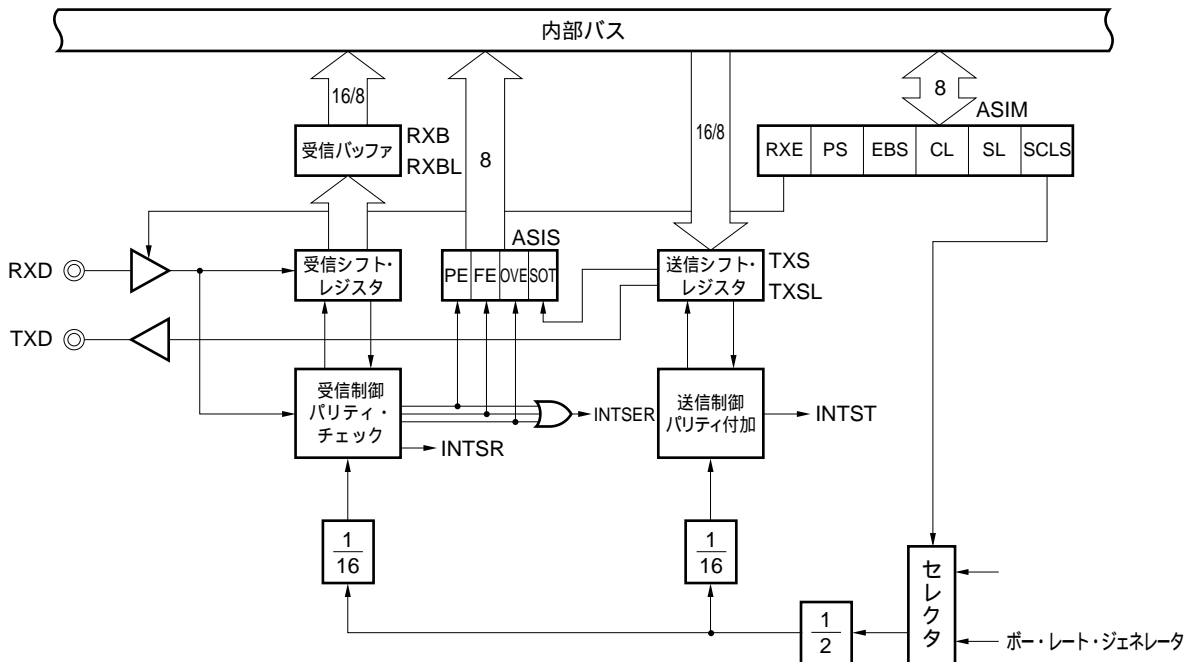 内部バス
16/8
受信バッファ
RXB
RXBL
8
16/8
8
ASIM
RXE
PS
EBS
CL
SL
SCLS
RXD
受信シフト・
レジスタ
ASIS
PE
FE
OVE
SOT
送信シフト・
レジスタ
TXS
TXSL
TXD
受信制御
パリティ・
チェック
INTSER
INTSR
送信制御
パリティ付加
INTST
1
16
1
16
1
2
セレクタ
ボー・レート・ジェネレータ